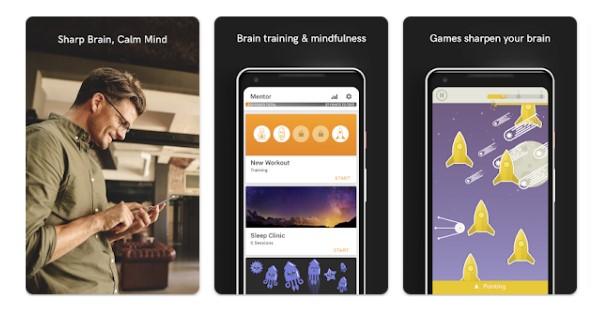 Sharp Brain, Calm Mind
Brain training & mindfulness
Games sharpen your brain
Mentor
New Workout
Training
START
Sleep Clinic
6 Sessions
START
Pointing